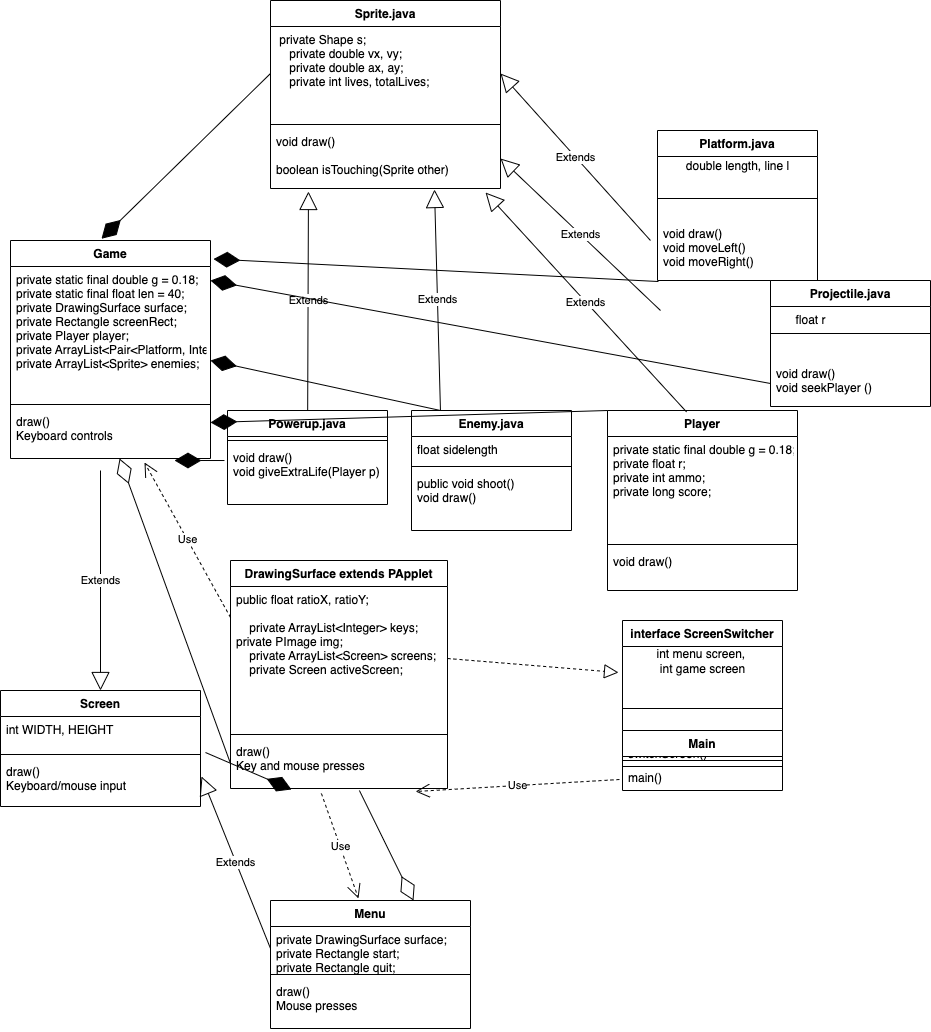 Sprite.java
private Shape s;
private double vx, vy;
private double ax, ay;
private int lives, totalLives;
void draw()
boolean isTouching(Sprite other)
Extends
Platform.java
double length, line l
void draw()
void moveLeft()
void moveRight()
Extends
Game
private static final double g = 0.18;
private static final float len = 40;
private DrawingSurface surface;
private Rectangle screenRect;
private Player player;
private ArrayList<Pair<Platform, Inte
private ArrayList<Sprite> enemies;
draw()
Keyboard controls
Extends
Extends
Extends
Projectile.java
float r
void draw()
void seekPlayer ()
Powerup.java
void draw()
void giveExtraLife(Player p)
Enemy.java
float sidelength
public void shoot()
void draw()
Player
private static final double g = 0.18;
private float r;
private int ammo;
private long score;
void draw()
Use
Extends
DrawingSurface extends PApplet
public float ratioX, ratioY;
private ArrayList<Integer> keys;
private PImage img;
private ArrayList<Screen> screens;
private Screen activeScreen;
draw()
Key and mouse presses
interface ScreenSwitcher
int menu screen,
int game screen
Main
main()
Use
Screen
int WIDTH, HEIGHT
draw()
Keyboard/mouse input
Extends
Use
Menu
private DrawingSurface surface;
private Rectangle start;
private Rectangle quit;
draw()
Mouse presses